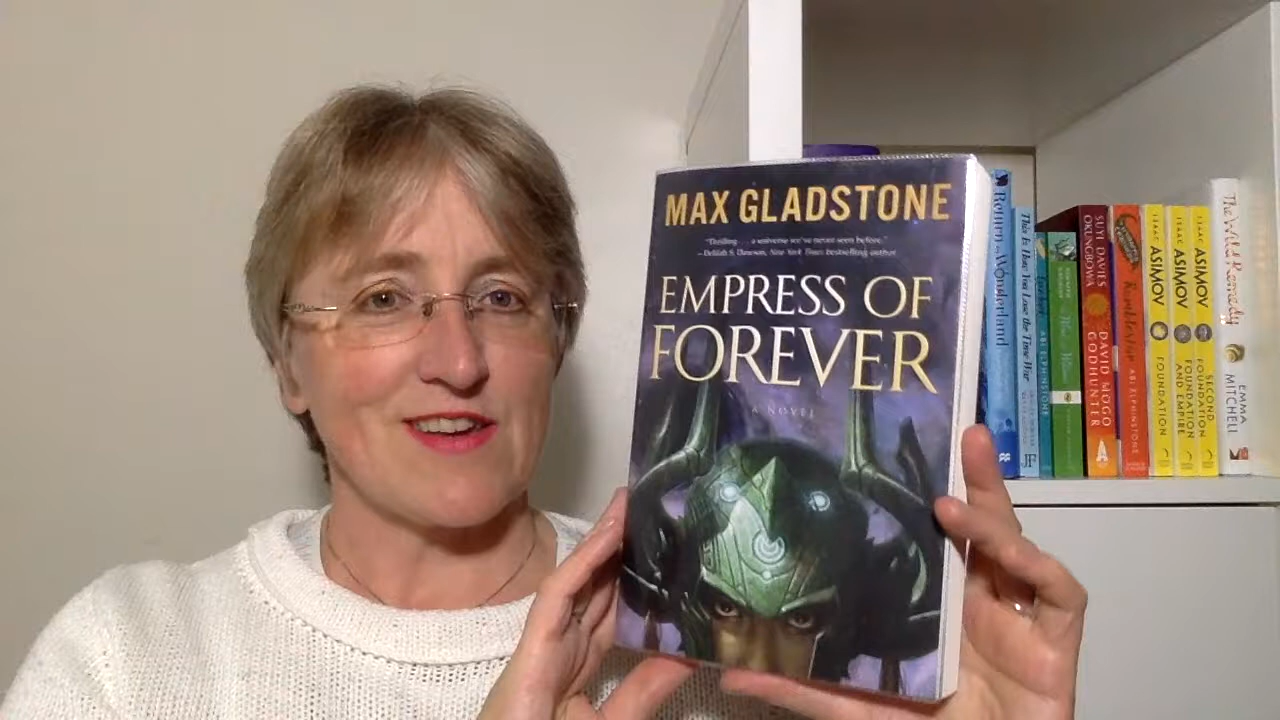 MAX GLADSTONE
"Thrilling . . . a universe we've never seen before."
—Delilah S. Dawson, New York Times bestselling author
EMPRESS OF
FOREVER
A NOVEL
Return to Wonderland
This Is How You Lose the Time War
JF
ABI ELPHINSTONE
SUYI DAVIES
OKUNGBOWA
DAVID MOGO
GODHUNTER
A
Rumblestar
ABI ELPHINSTONE
ISAAC
ASIMOV
FOUNDATION
ISAAC
ASIMOV
FOUNDATION
AND EMPIRE
ISAAC
ASIMOV
SECOND
FOUNDATION
The Wild Remedy
EMMA
MITCHELL